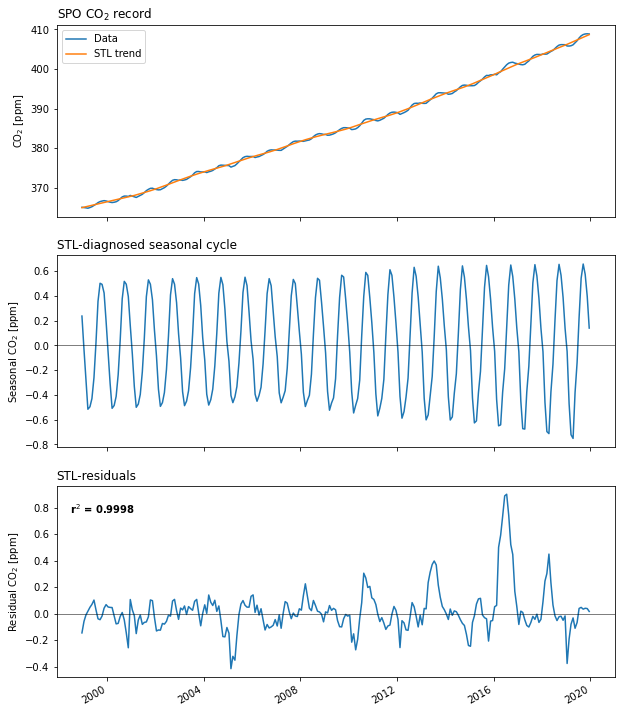 SPO CO₂ record
410
400
390
380
370
CO₂ [ppm]
Data
STL trend
STL-diagnosed seasonal cycle
0.6
0.4
0.2
0.0
−0.2
−0.4
−0.6
−0.8
Seasonal CO₂ [ppm]
STL-residuals
r² = 0.9998
0.8
0.6
0.4
0.2
0.0
−0.2
−0.4
Residual CO₂ [ppm]
2000 2004 2008 2012 2016 2020